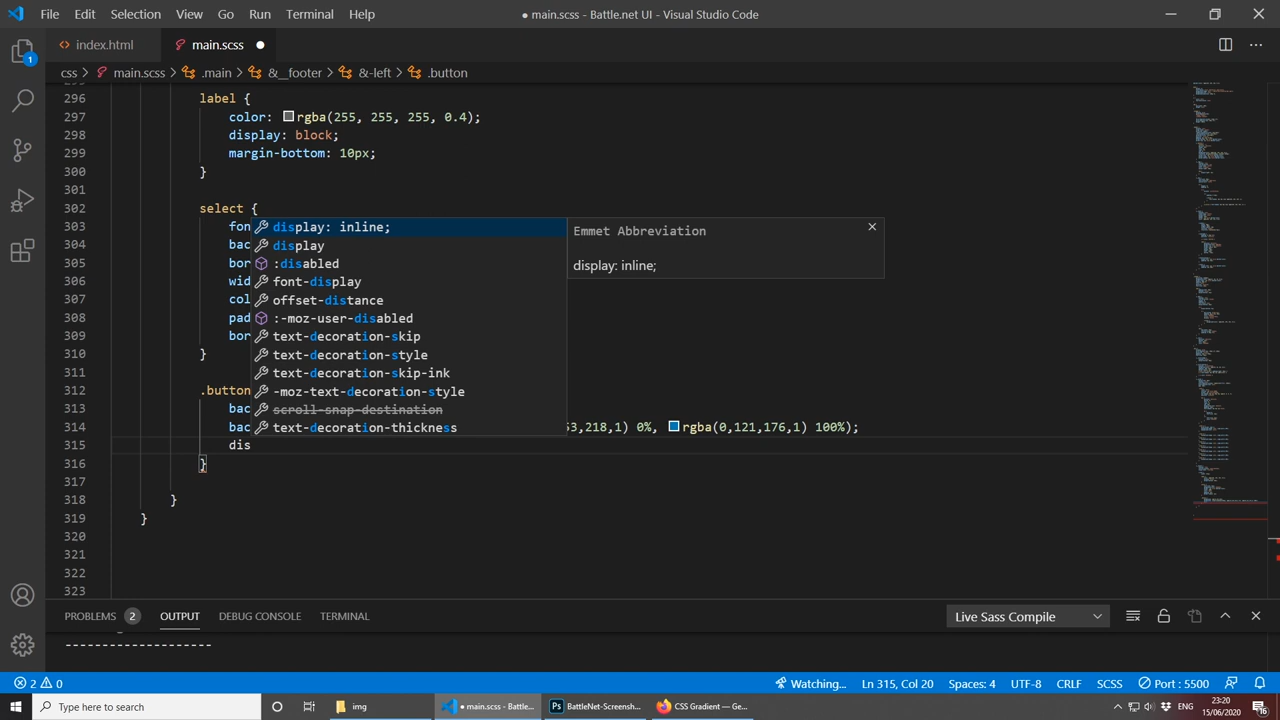 File Edit Selection View Go Run Terminal Help
● main.scss - Battle.net UI - Visual Studio Code
index.html main.scss
css > main.scss > .main > &__footer > &-left > .button
296 label {
297 color: rgba(255, 255, 255, 0.4);
298 display: block;
299 margin-bottom: 10px;
300 }
301
302 select {
303 fon
304 bac
305 bor
306 wid
307 col
308 pad
309 bor
310 }
311
312 .button
313 bac
314 bac 53,218,1) 0%, rgba(0,121,176,1) 100%);
315 dis
316 }
317
318 }
319 }
320
321
322
323
display: inline;
display
:disabled
font-display
offset-distance
:-moz-user-disabled
text-decoration-skip
text-decoration-style
text-decoration-skip-ink
-moz-text-decoration-style
scroll-snap-destination
text-decoration-thickness
Emmet Abbreviation
display: inline;
1
PROBLEMS 2 OUTPUT DEBUG CONSOLE TERMINAL
Live Sass Compile
--------------------
2 0
Watching... Ln 315, Col 20 Spaces: 4 UTF-8 CRLF SCSS Port : 5500
Type here to search
img
● main.scss - Battle...
BattleNet-Screensh...
CSS Gradient — Ge...
ENG
23:20
15/06/2020
16